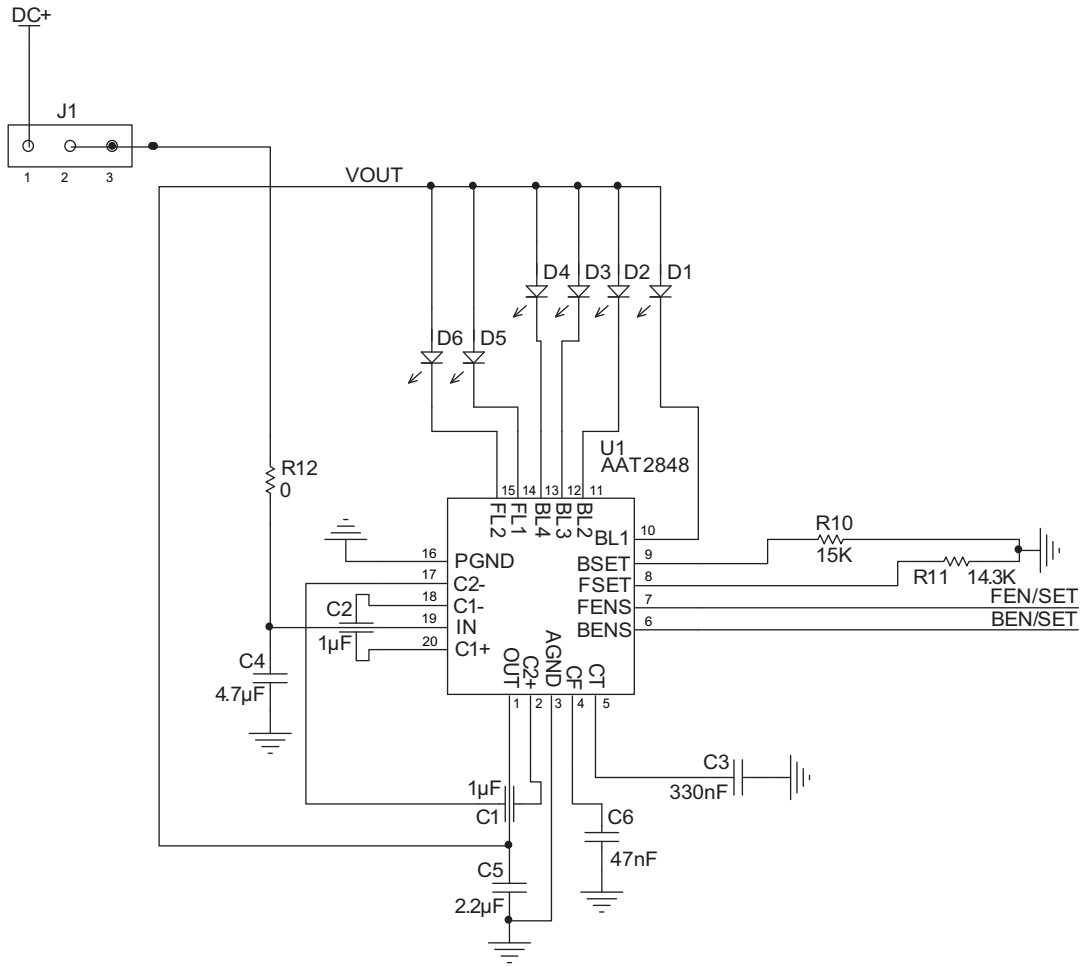 DC+
J1
1 2 3
VOUT
D4 D3 D2 D1
D6 D5
U1
AAT2848
R12
0
15 14 13 12 11
FL2 FL1 BL4 BL3 BL2
10 BL1
9 BSET
8 FSET
7 FENS
6 BENS
R10
15K
R11 14.3K
FEN/SET
BEN/SET
16 PGND
17 C2-
18 C1-
19 IN
20 C1+
C2
1µF
C4
4.7µF
OUT C2+ AGND CF CT
1 2 3 4 5
C3
330nF
1µF
C1
C6
47nF
C5
2.2µF